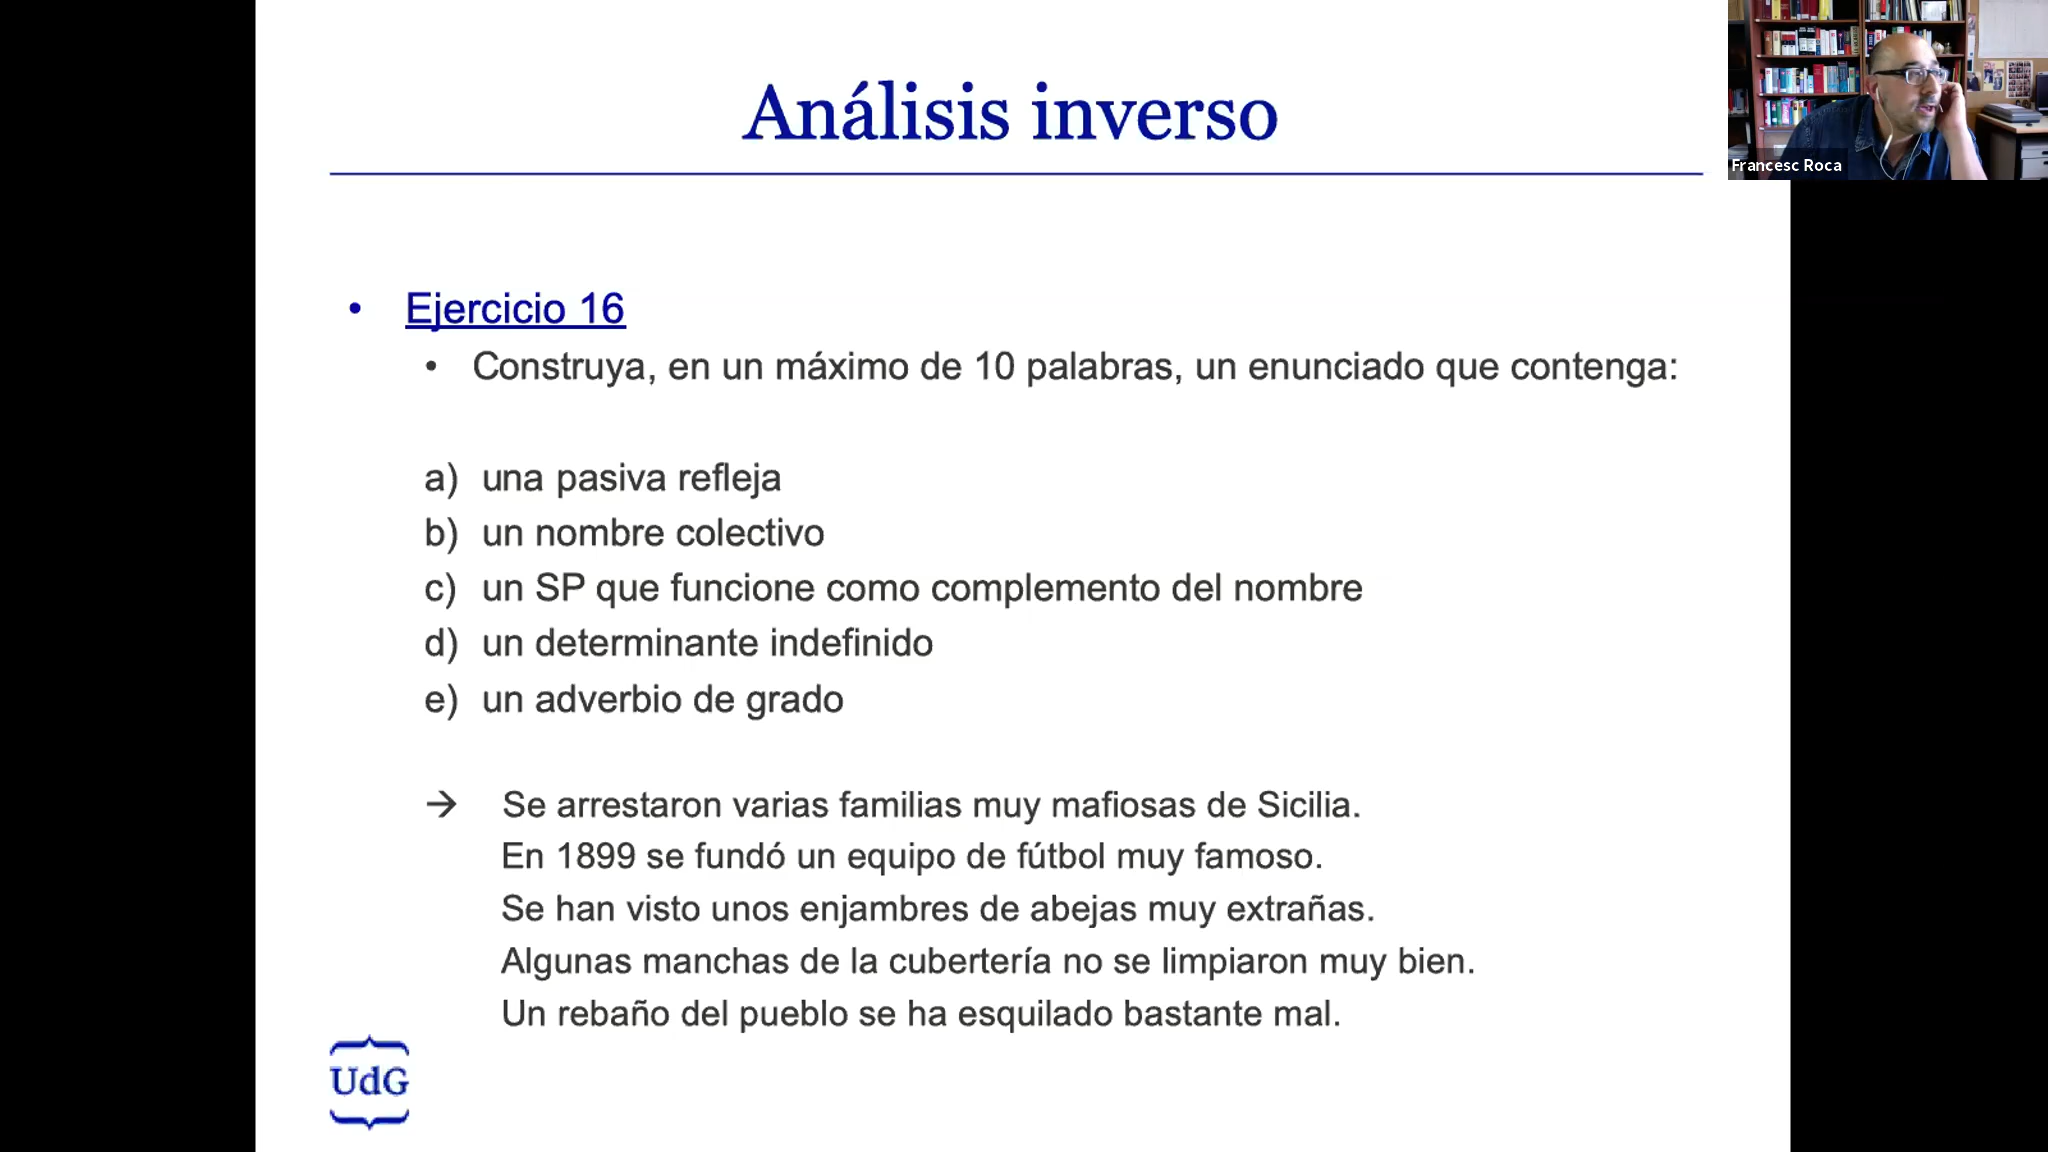 Análisis inverso
Francesc Roca
• Ejercicio 16
• Construya, en un máximo de 10 palabras, un enunciado que contenga:
a) una pasiva refleja
b) un nombre colectivo
c) un SP que funcione como complemento del nombre
d) un determinante indefinido
e) un adverbio de grado
→ Se arrestaron varias familias muy mafiosas de Sicilia.
En 1899 se fundó un equipo de fútbol muy famoso.
Se han visto unos enjambres de abejas muy extrañas.
Algunas manchas de la cubertería no se limpiaron muy bien.
Un rebaño del pueblo se ha esquilado bastante mal.
UdG